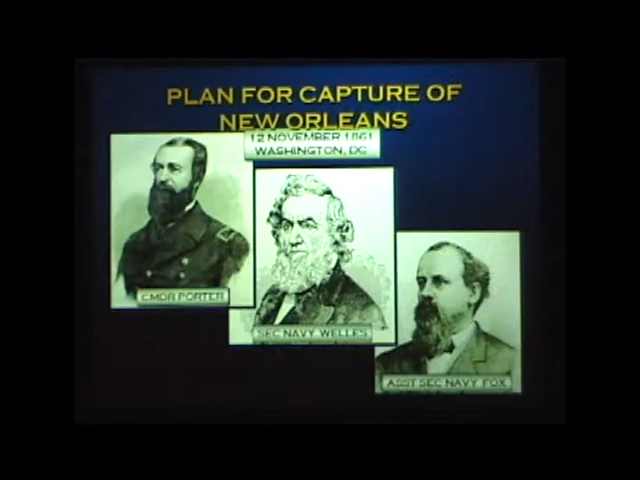 PLAN FOR CAPTURE OF
NEW ORLEANS
12 NOVEMBER 1861
WASHINGTON, DC
CMDR PORTER
SEC NAVY WELLES
ASST SEC NAVY FOX